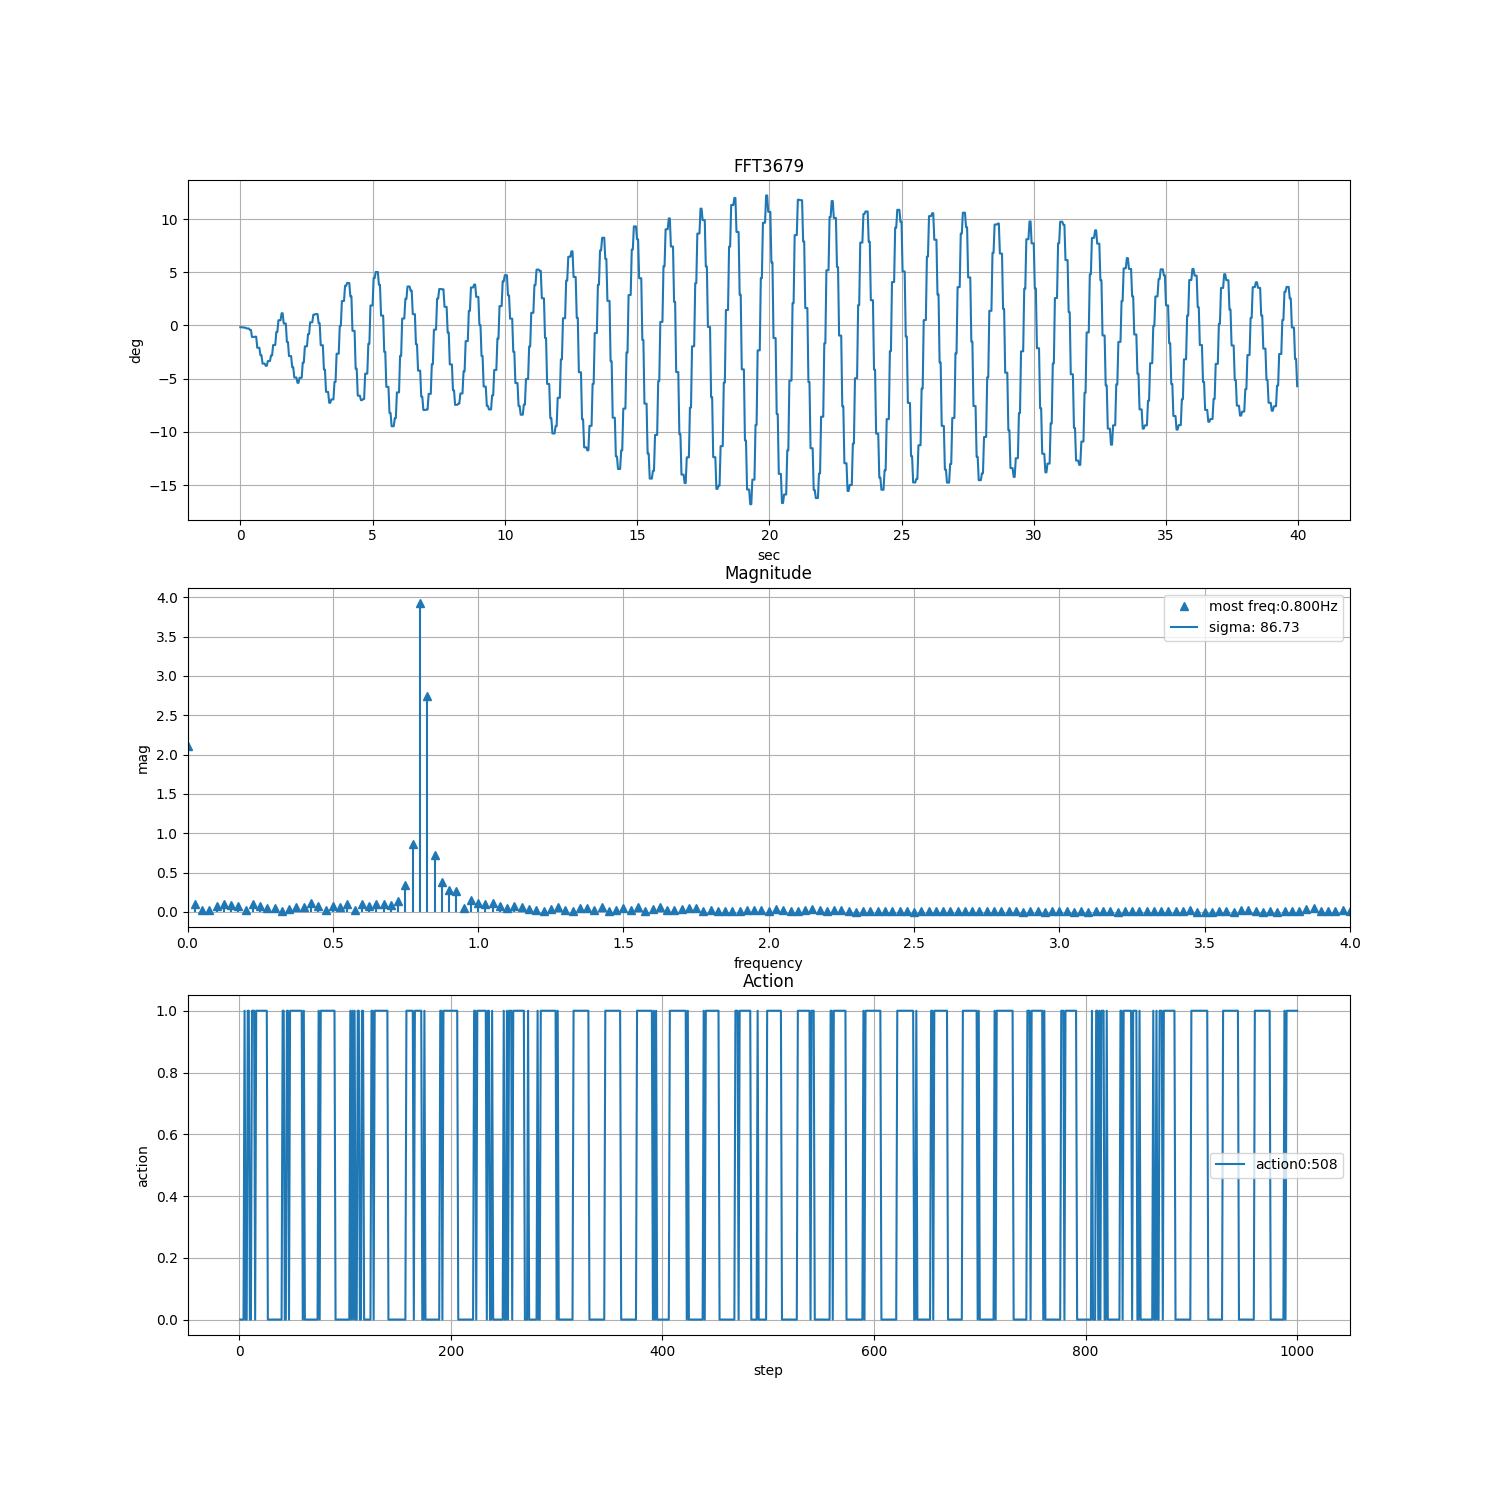 FFT3679
deg
10
5
0
−5
−10
−15
0 5 10 15 20 25 30 35 40
sec
Magnitude
mag
4.0
3.5
3.0
2.5
2.0
1.5
1.0
0.5
0.0
most freq:0.800Hz
sigma: 86.73
0.0 0.5 1.0 1.5 2.0 2.5 3.0 3.5 4.0
frequency
Action
action
1.0
0.8
0.6
0.4
0.2
0.0
action0:508
0 200 400 600 800 1000
step